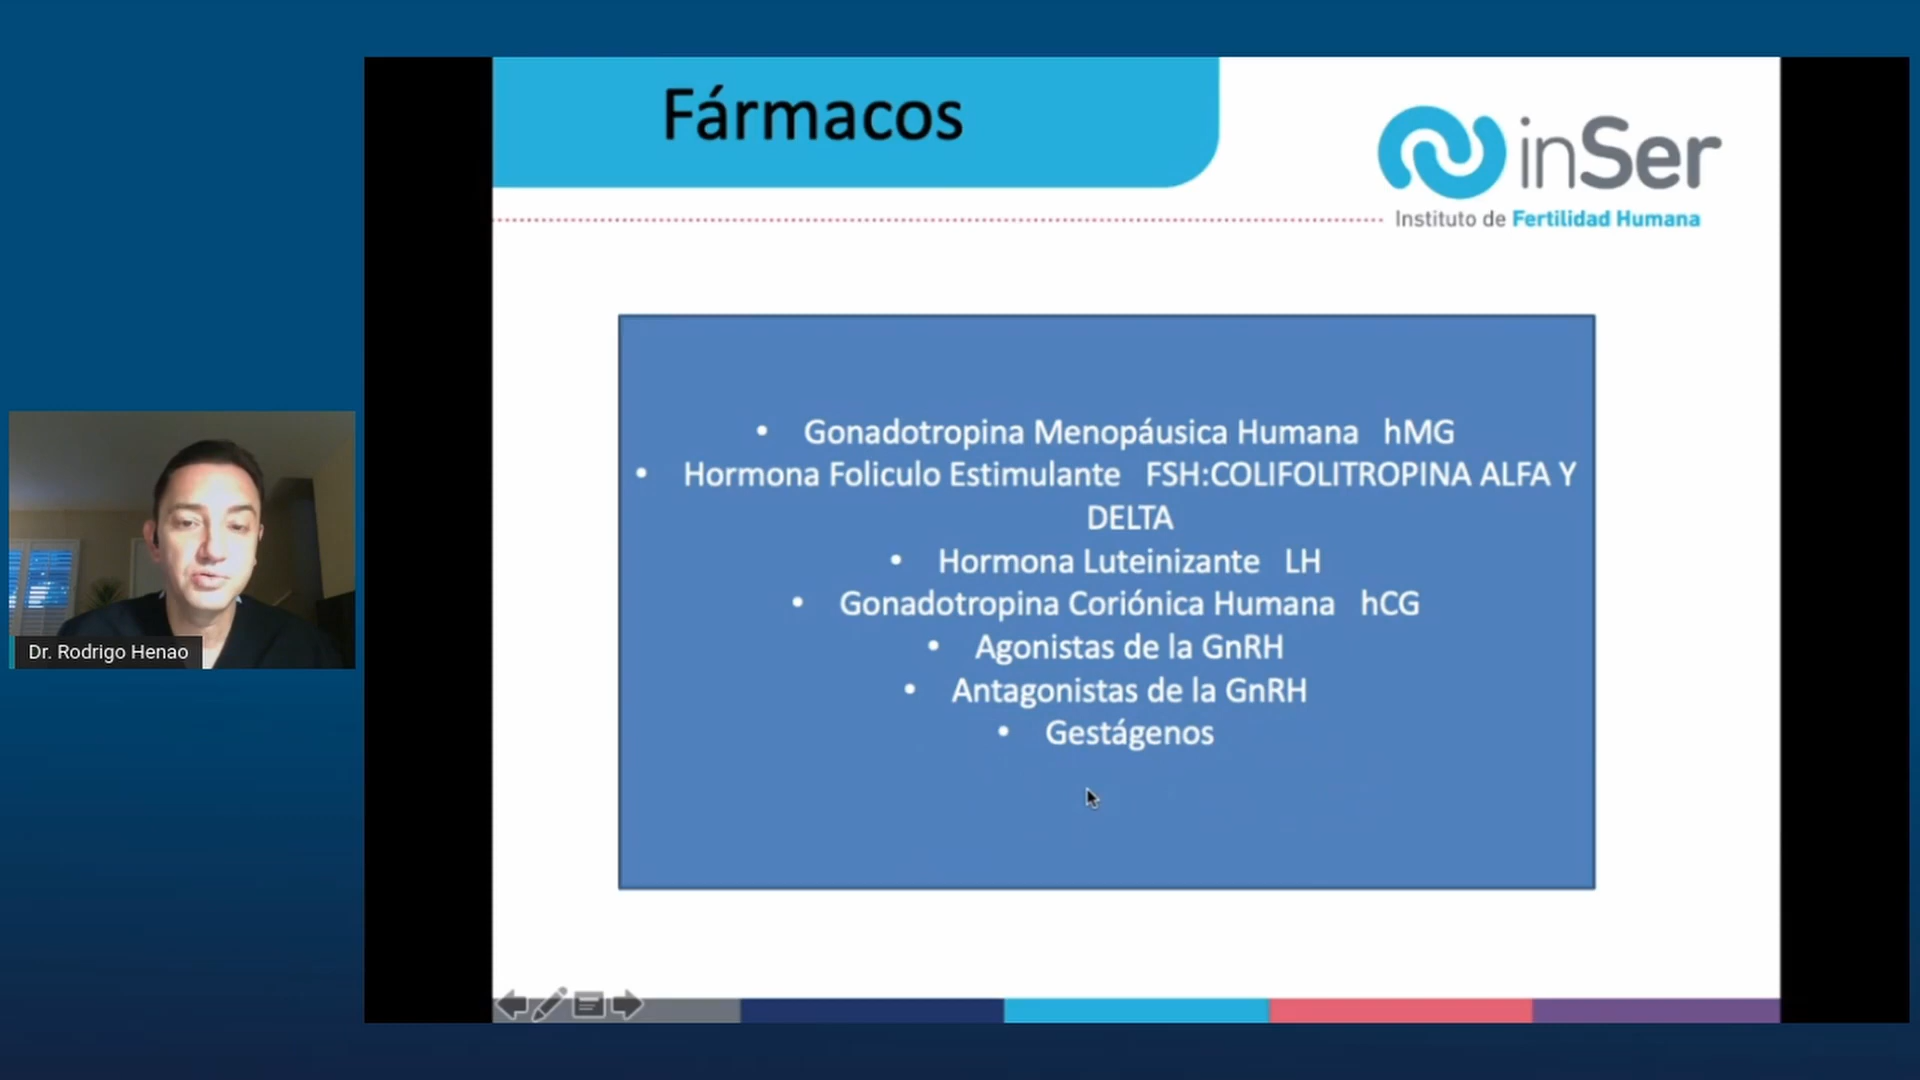 Fármacos
inSer
Instituto de Fertilidad Humana
• Gonadotropina Menopáusica Humana hMG
• Hormona Foliculo Estimulante FSH:COLIFOLITROPINA ALFA Y
DELTA
• Hormona Luteinizante LH
• Gonadotropina Coriónica Humana hCG
• Agonistas de la GnRH
• Antagonistas de la GnRH
• Gestágenos
Dr. Rodrigo Henao